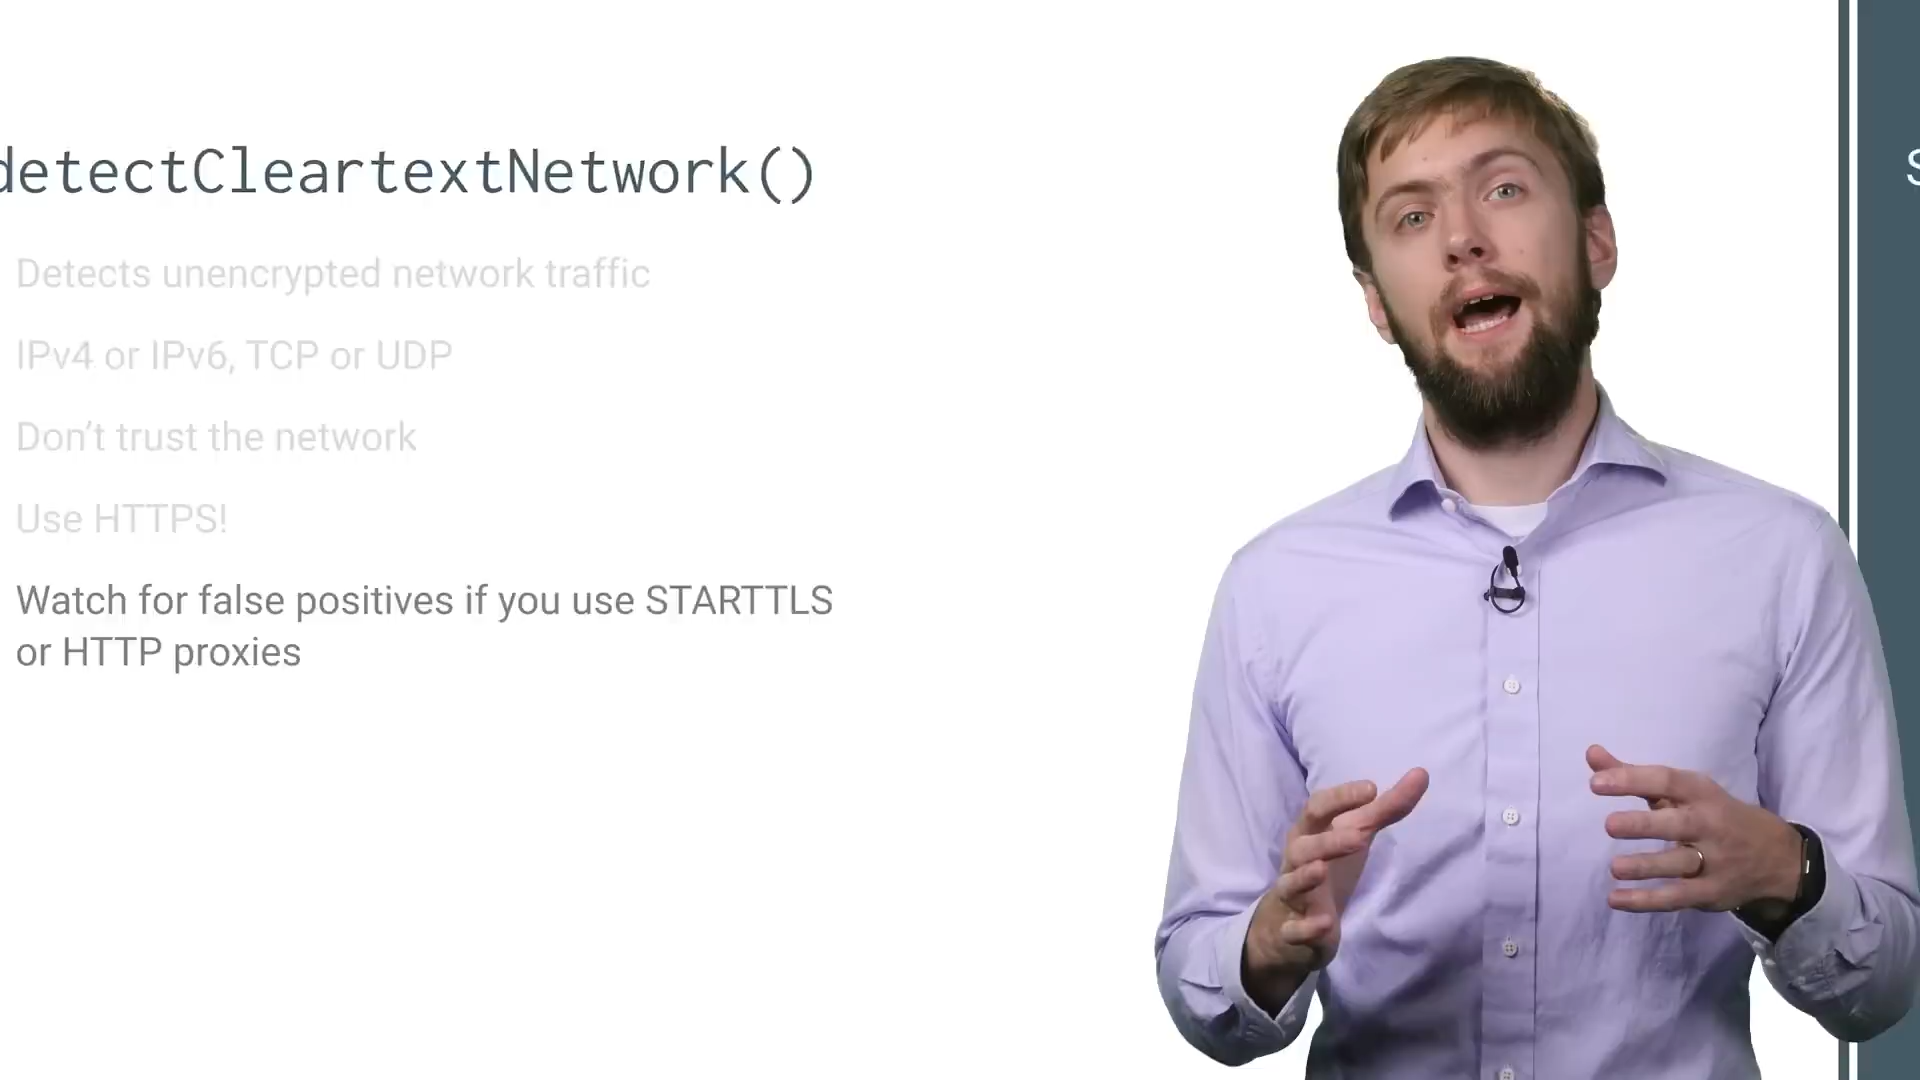 detectCleartextNetwork()
Detects unencrypted network traffic
IPv4 or IPv6, TCP or UDP
Don’t trust the network
Use HTTPS!
Watch for false positives if you use STARTTLS
or HTTP proxies